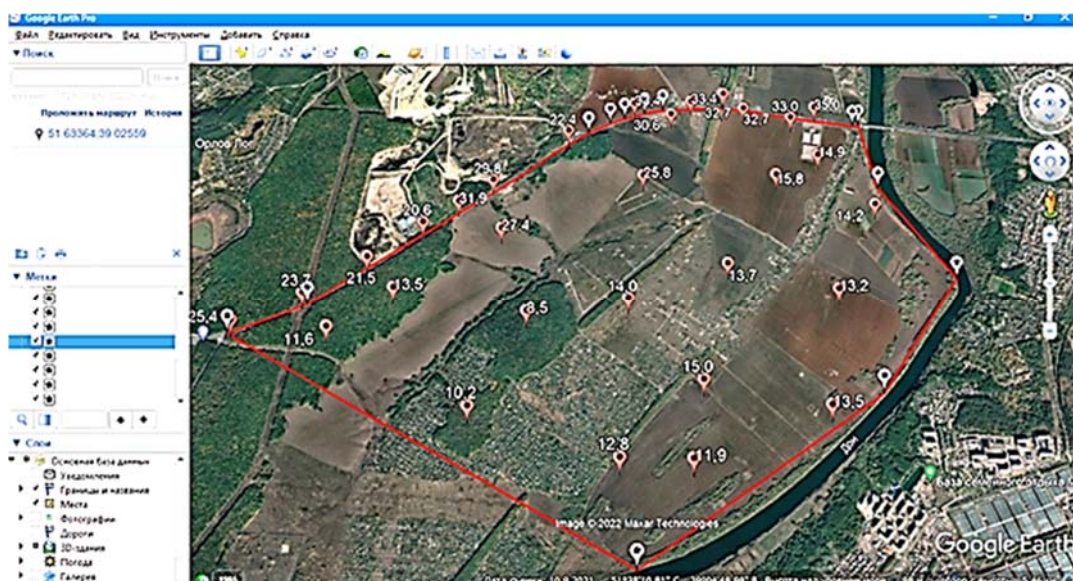 Google Earth Pro
Файл Редактировать Вид Инструменты Добавить Справка
Поиск
Проложить маршрут История
51.63364,39.02559
Метки
Слои
Основная база данных
Уведомления
Границы и названия
Места
Фотографии
Дороги
3D-здания
Погода
Галерея
Орлов Лог
22,4
30,6
33,4
32,7
32,7
33,0
35,0
14,9
29,8
25,8
15,8
31,9
20,6
27,4
14,2
21,5
13,5
23,7
13,7
14,0
13,2
8,5
25,4
11,6
15,0
10,2
13,5
12,8
11,9
Дон
База семейного отдыха
Image © 2022 Maxar Technologies
Google Earth